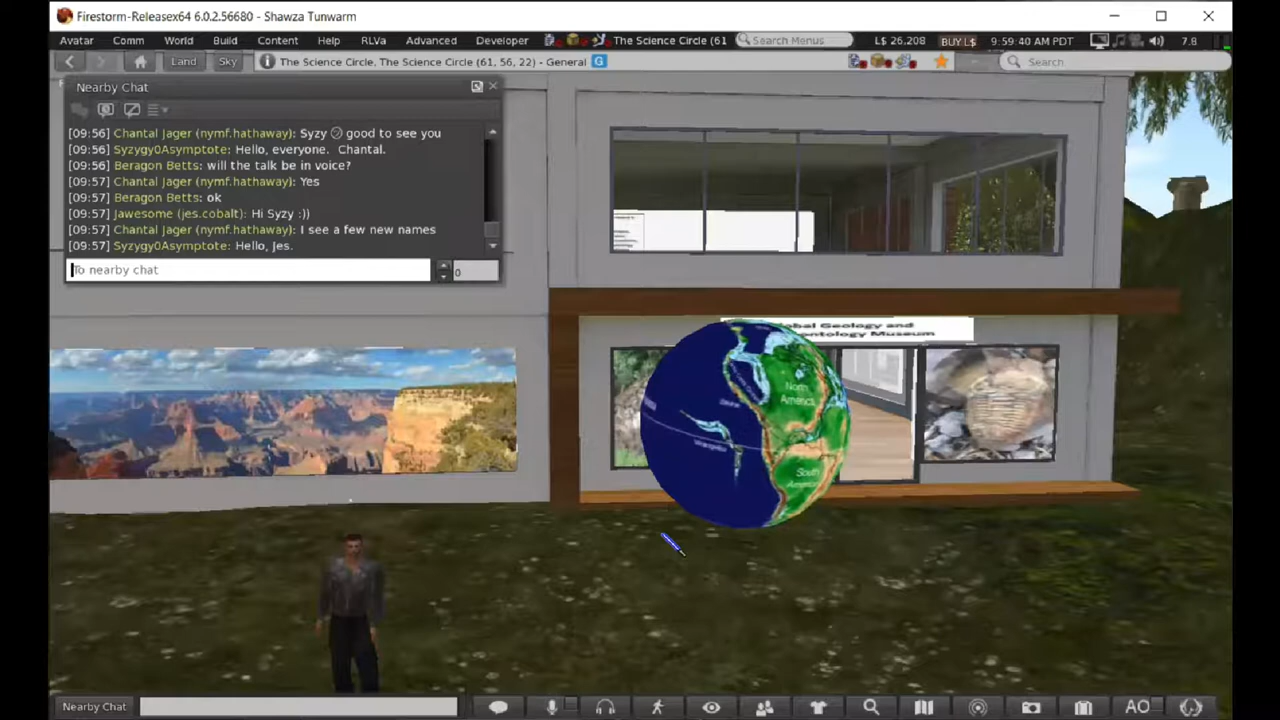 Firestorm-Releasex64 6.0.2.56680 - Shawza Tunwarm
Avatar Comm World Build Content Help RLVa Advanced Developer The Science Circle (61 Search Menus L$ 26,208 BUY L$ 9:59:40 AM PDT 7.8
Land Sky The Science Circle, The Science Circle (61, 56, 22) - General G Search
Nearby Chat
[09:56] Chantal Jager (nymf.hathaway): Syzy good to see you
[09:56] Syzygy0Asymptote: Hello, everyone. Chantal.
[09:56] Beragon Betts: will the talk be in voice?
[09:57] Chantal Jager (nymf.hathaway): Yes
[09:57] Beragon Betts: ok
[09:57] Jawesome (jes.cobalt): Hi Syzy :))
[09:57] Chantal Jager (nymf.hathaway): I see a few new names
[09:57] Syzygy0Asymptote: Hello, Jes.
To nearby chat 0
Geology and
Museum
North
America
South
America
Nearby Chat AO